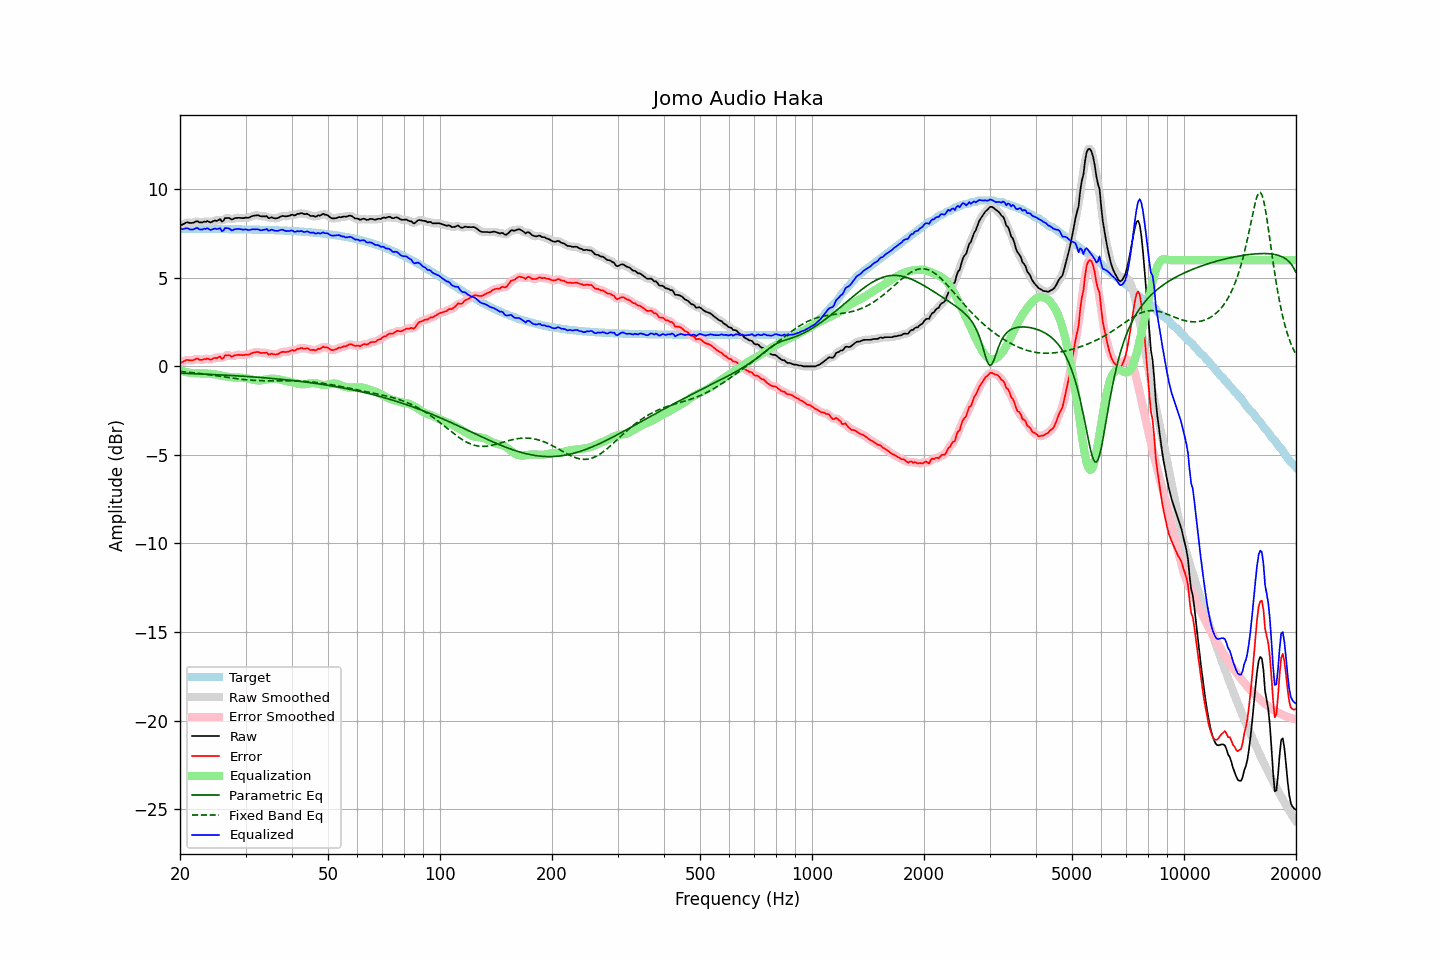 Jomo Audio Haka
Amplitude (dBr)
10
5
0
−5
−10
−15
−20
−25
Target
Raw Smoothed
Error Smoothed
Raw
Error
Equalization
Parametric Eq
Fixed Band Eq
Equalized
20 50 100 200 500 1000 2000 5000 10000 20000
Frequency (Hz)